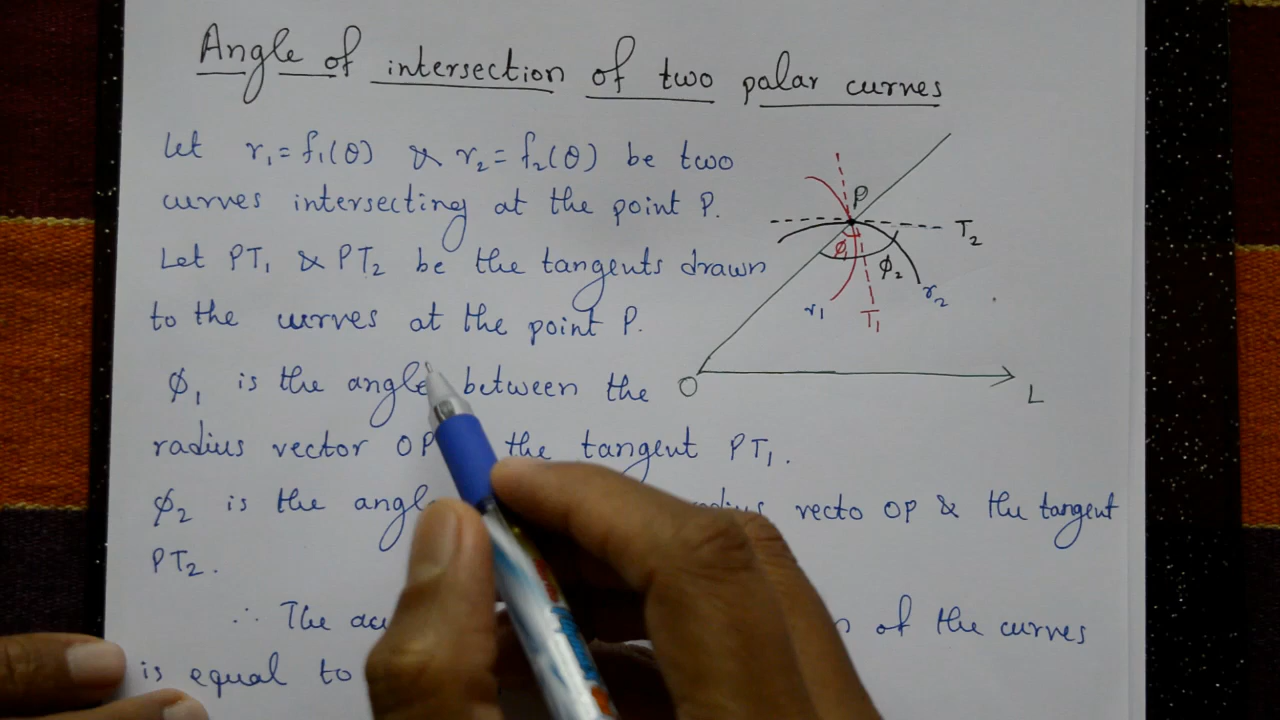 Angle of intersection of two polar curves
Let r₁ = f₁(θ) & r₂ = f₂(θ) be two
curves intersecting at the point P.
Let PT₁ & PT₂ be the tangents drawn
to the curves at the point P.
ϕ₁ is the angle between the
radius vector OP the tangent PT₁.
ϕ₂ is the radius vecto OP & the tangent
PT₂.
∴ The of the curves
is equal to
P
T₂
ϕ₁
ϕ₂
r₂
r₁
T₁
O
L